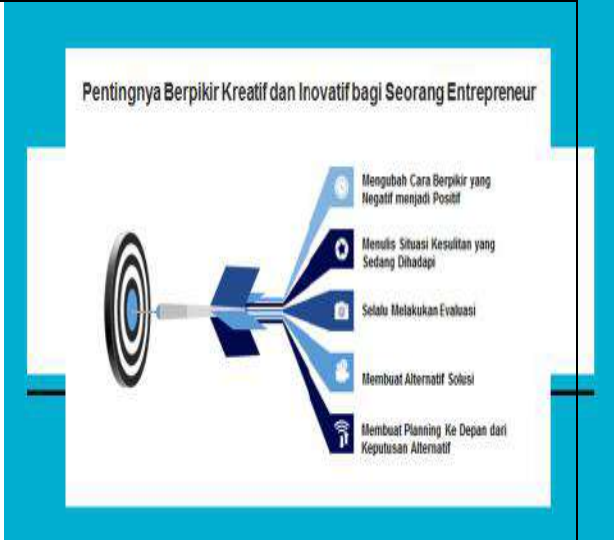 Pentingnya Berpikir Kreatif dan Inovatif bagi Seorang Entrepreneur
Mengubah Cara Berpikir yang
Negatif menjadi Positif
Menulis Situasi Kesulitan yang
Sedang Dihadapi
Selalu Melakukan Evaluasi
Membuat Alternatif Solusi
Membuat Planning Ke Depan dari
Keputusan Alternatif